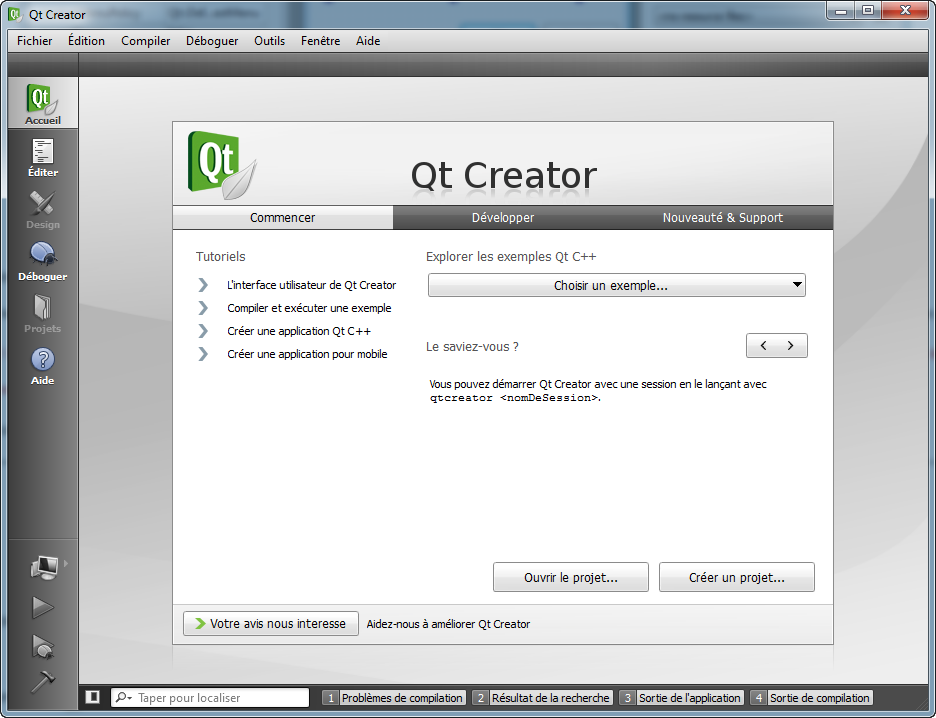 Qt Creator
Fichier Édition Compiler Déboguer Outils Fenêtre Aide
Qt
Accueil
Éditer
Design
Déboguer
Projets
Aide
Qt
Qt Creator
Commencer Développer Nouveauté & Support
Tutoriels
L'interface utilisateur de Qt Creator
Compiler et exécuter une exemple
Créer une application Qt C++
Créer une application pour mobile
Explorer les exemples Qt C++
Choisir un exemple...
Le saviez-vous ?
Vous pouvez démarrer Qt Creator avec une session en le lançant avec
qtcreator <nomDeSession>.
Ouvrir le projet... Créer un projet...
Votre avis nous interesse Aidez-nous à améliorer Qt Creator
Taper pour localiser 1 Problèmes de compilation 2 Résultat de la recherche 3 Sortie de l'application 4 Sortie de compilation